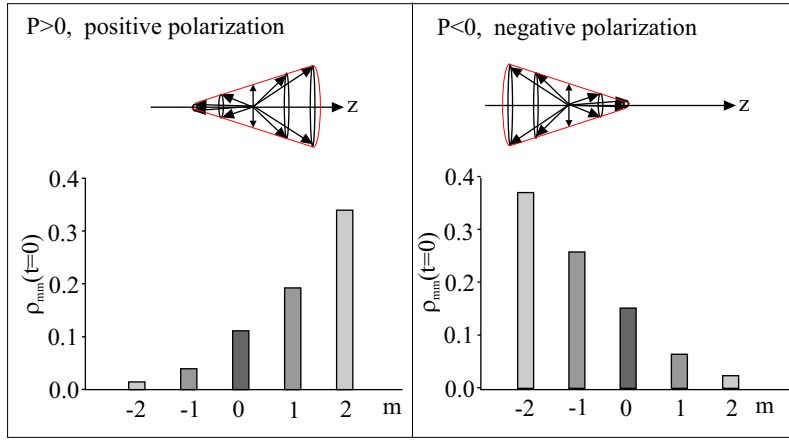 P>0, positive polarization
z
0.4
0.3
0.2
0.1
0.0
ρmm(t=0)
-2 -1 0 1 2 m
P<0, negative polarization
z
0.4
0.3
0.2
0.1
0.0
ρmm(t=0)
-2 -1 0 1 2 m